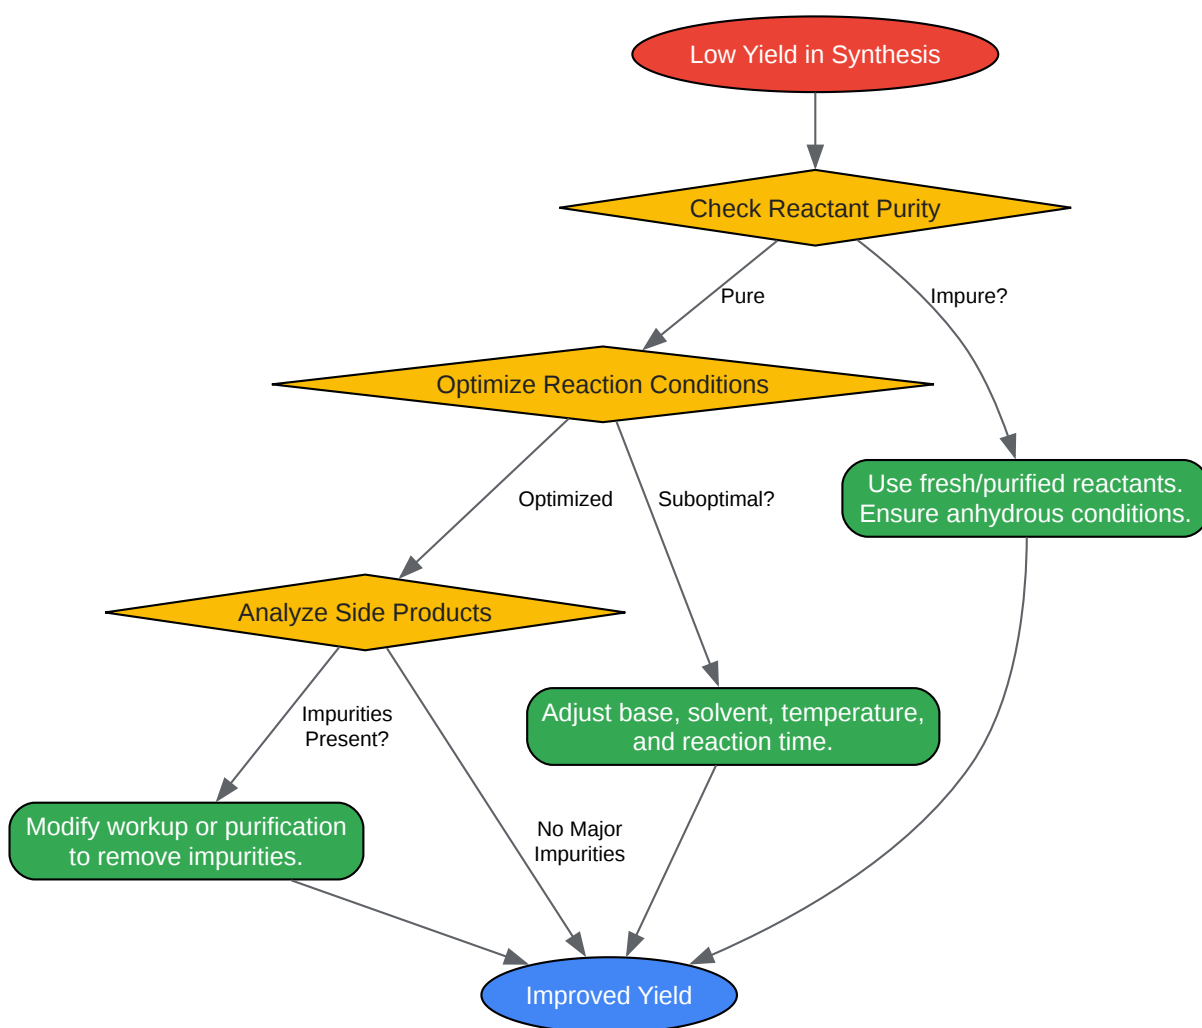 Low Yield in Synthesis
Check Reactant Purity
Pure
Impure?
Optimize Reaction Conditions
Optimized
Suboptimal?
Use fresh/purified reactants.
Ensure anhydrous conditions.
Analyze Side Products
Impurities
Present?
Adjust base, solvent, temperature,
and reaction time.
Modify workup or purification
to remove impurities.
No Major
Impurities
Improved Yield